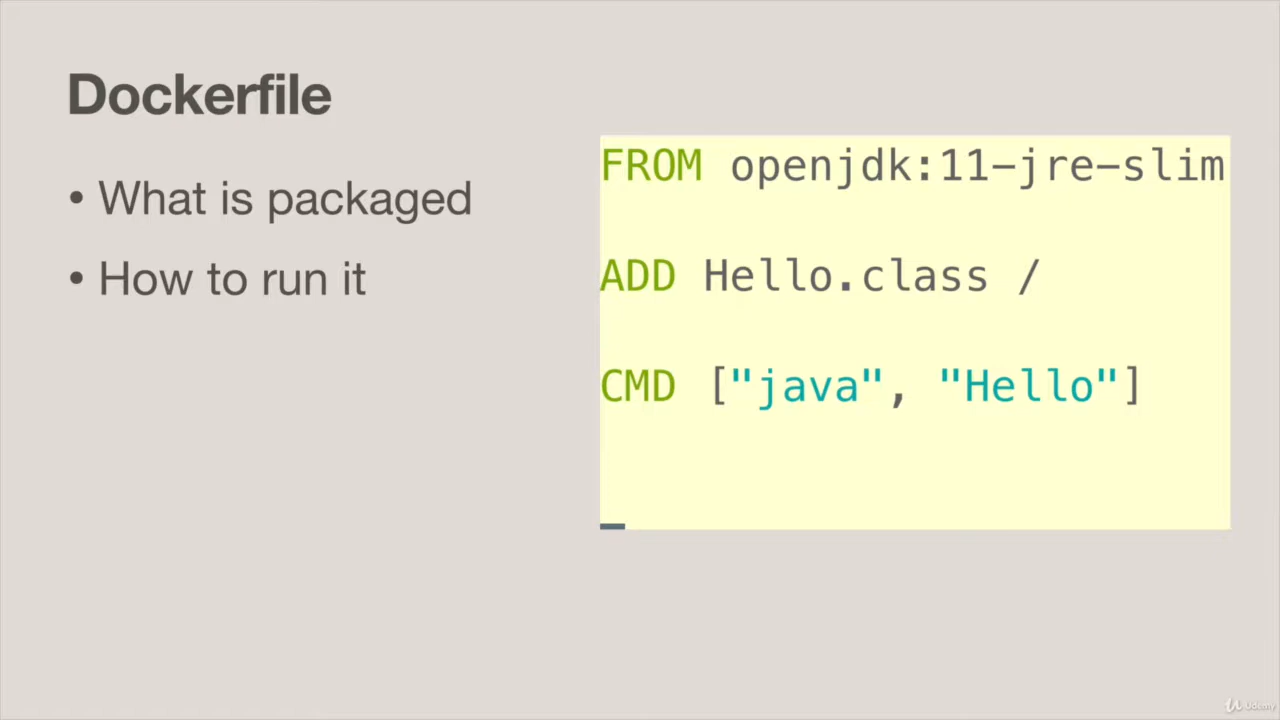 Dockerfile
• What is packaged
• How to run it
FROM openjdk:11-jre-slim
ADD Hello.class /
CMD ["java", "Hello"]
Udemy